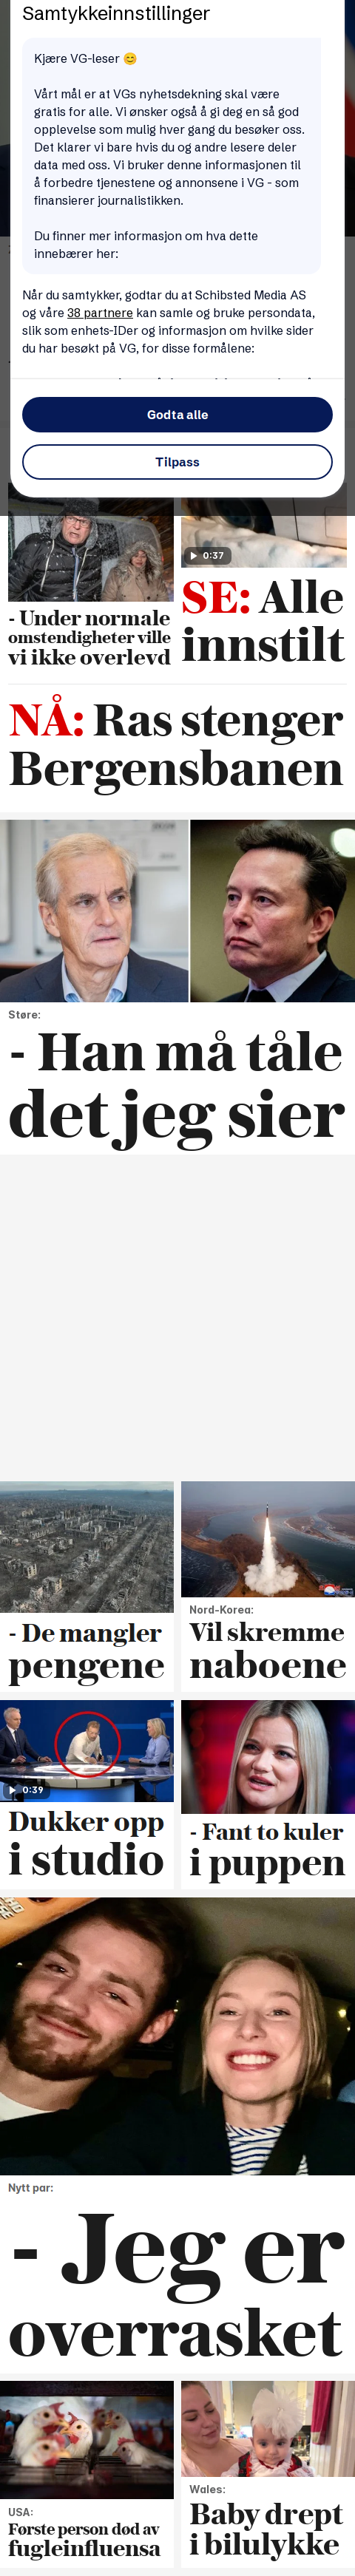 Samtykkeinnstillinger
Kjære VG-leser 😊
Vårt mål er at VGs nyhetsdekning skal være
gratis for alle. Vi ønsker også å gi deg en så god
opplevelse som mulig hver gang du besøker oss.
Det klarer vi bare hvis du og andre lesere deler
data med oss. Vi bruker denne informasjonen til
å forbedre tjenestene og annonsene i VG - som
finansierer journalistikken.
Du finner mer informasjon om hva dette
innebærer her:
Når du samtykker, godtar du at Schibsted Media AS
og våre 38 partnere kan samle og bruke persondata,
slik som enhets-IDer og informasjon om hvilke sider
du har besøkt på VG, for disse formålene:
Godta alle
Tilpass
- Under normale
omstendigheter ville
vi ikke overlevd
0:37
SE: Alle
innstilt
NÅ: Ras stenger
Bergensbanen
Støre:
- Han må tåle
det jeg sier
- De mangler
pengene
Nord-Korea:
Vil skremme
naboene
0:39
Dukker opp
i studio
- Fant to kuler
i puppen
Nytt par:
- Jeg er
overrasket
USA:
Første person død av
fugleinfluensa
Wales:
Baby drept
i bilulykke